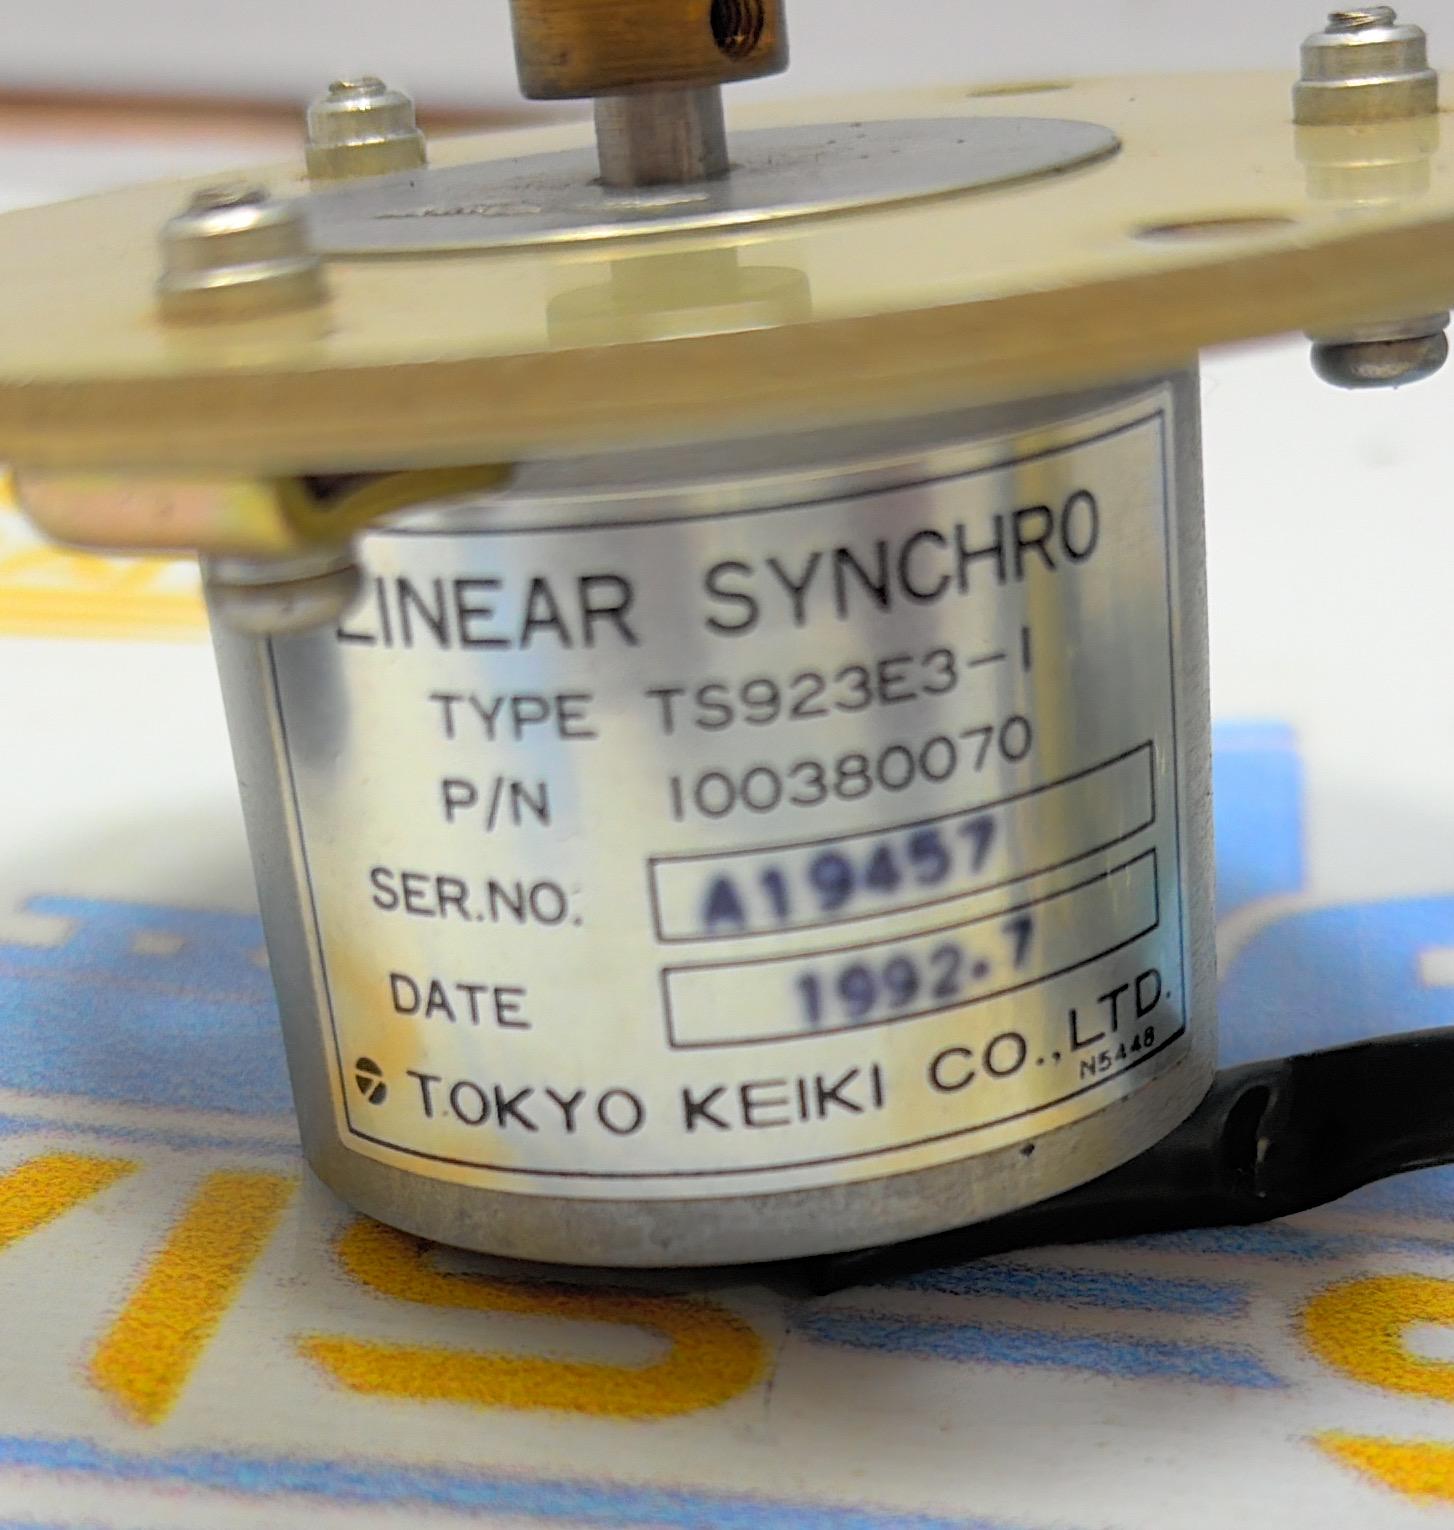 LINEAR SYNCHRO
TYPE TS923E3-1
P/N 100380070
SER.NO. A19457
DATE 1992.7
TOKYO KEIKI CO.,LTD.
N5448